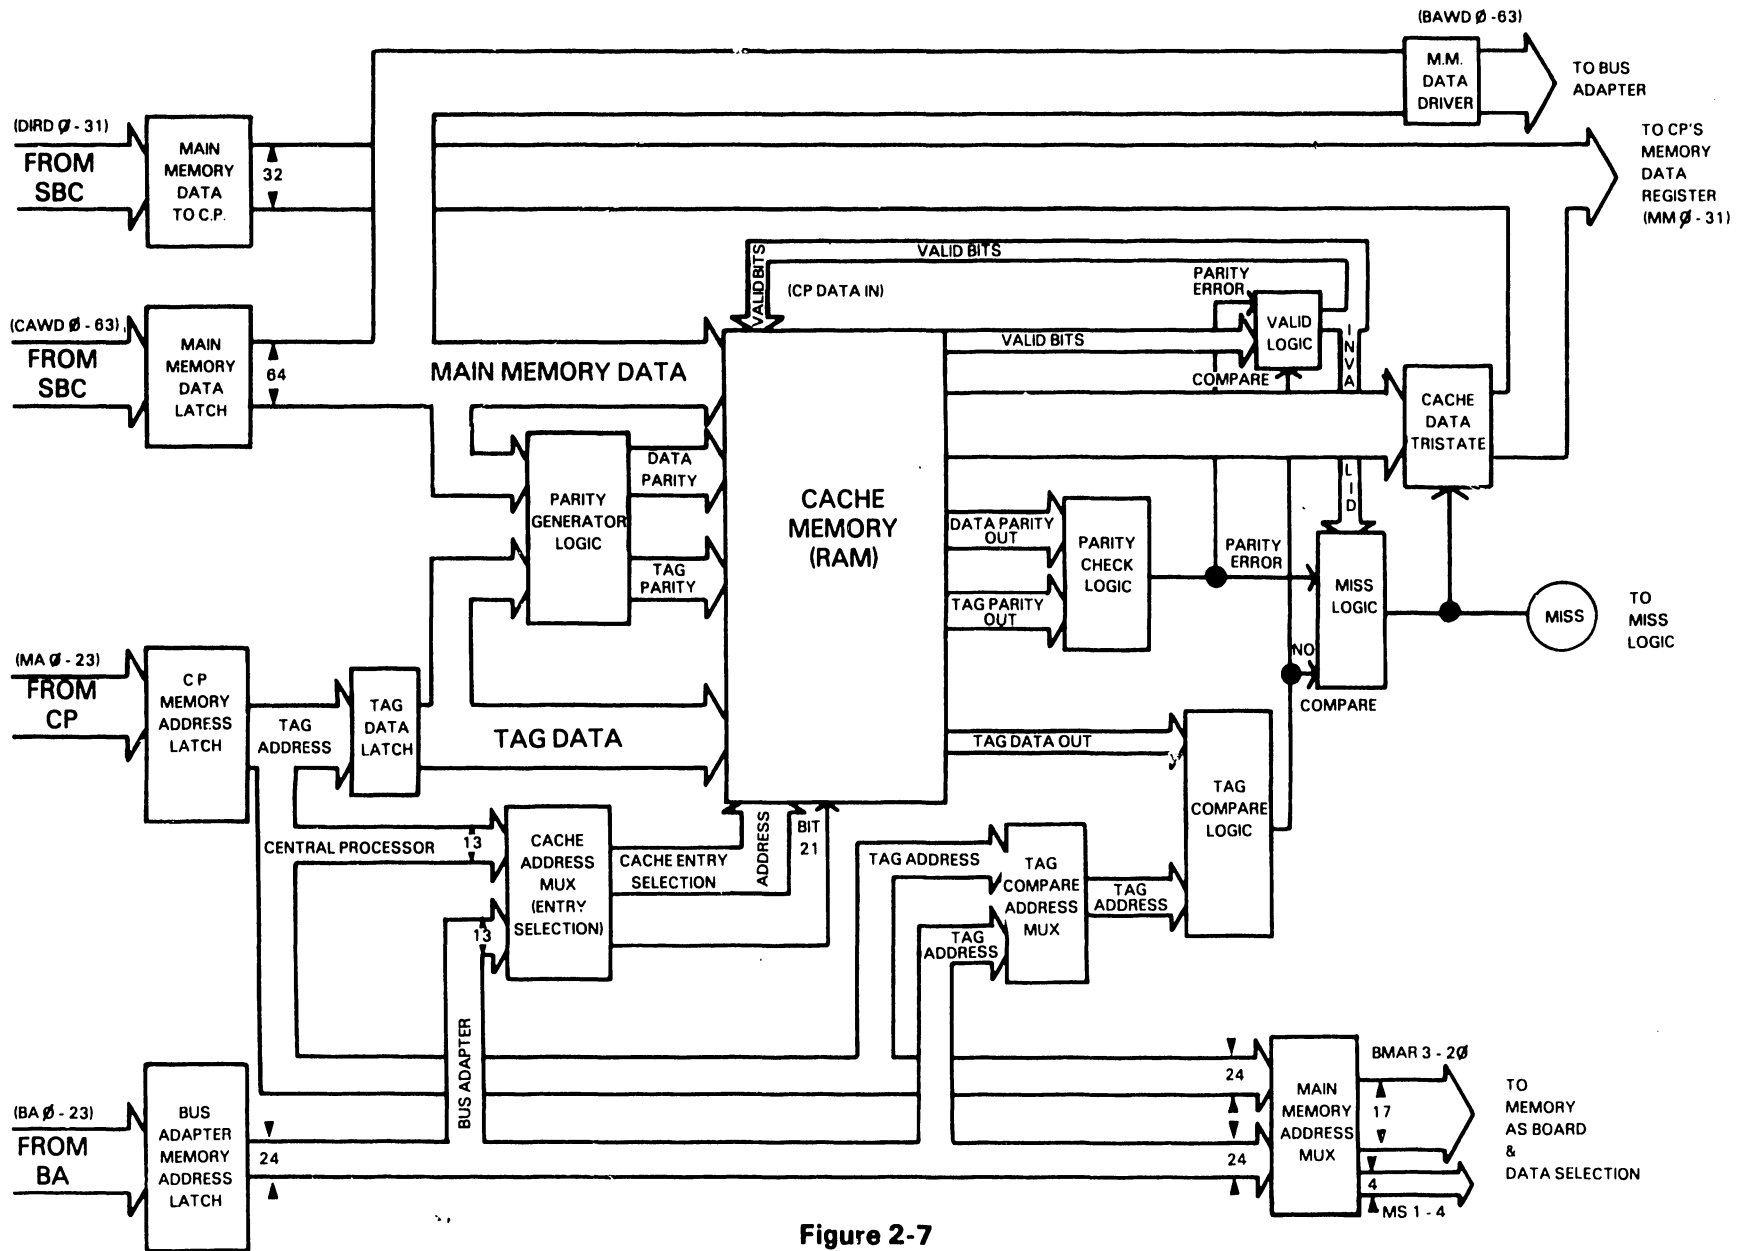 (BAWD Ø - 63)
M.M.
DATA
DRIVER
TO BUS
ADAPTER
(DIRD Ø - 31)
FROM
SBC
MAIN
MEMORY
DATA
TO C.P.
32
TO CP'S
MEMORY
DATA
REGISTER
(MM Ø - 31)
VALID BITS
VALID BITS
(CP DATA IN)
PARITY
ERROR
VALID
LOGIC
VALID BITS
COMPARE
INVALID
(CAWD Ø - 63)
FROM
SBC
MAIN
MEMORY
DATA
LATCH
64
MAIN MEMORY DATA
CACHE
DATA
TRISTATE
PARITY
GENERATOR
LOGIC
DATA
PARITY
TAG
PARITY
CACHE
MEMORY
(RAM)
DATA PARITY
OUT
TAG PARITY
OUT
PARITY
CHECK
LOGIC
PARITY
ERROR
MISS
LOGIC
NO
COMPARE
MISS
TO
MISS
LOGIC
(MA Ø - 23)
FROM
CP
C P
MEMORY
ADDRESS
LATCH
TAG
ADDRESS
TAG
DATA
LATCH
TAG DATA
TAG DATA OUT
TAG
COMPARE
LOGIC
CENTRAL PROCESSOR
13
13
CACHE
ADDRESS
MUX
(ENTRY
SELECTION)
CACHE ENTRY
SELECTION
ADDRESS
BIT
21
TAG ADDRESS
TAG
ADDRESS
TAG
COMPARE
ADDRESS
MUX
TAG
ADDRESS
BUS ADAPTER
(BA Ø - 23)
FROM
BA
BUS
ADAPTER
MEMORY
ADDRESS
LATCH
24
24
24
MAIN
MEMORY
ADDRESS
MUX
BMAR 3 - 2Ø
17
4
MS 1 - 4
TO
MEMORY
AS BOARD
&
DATA SELECTION
Figure 2-7